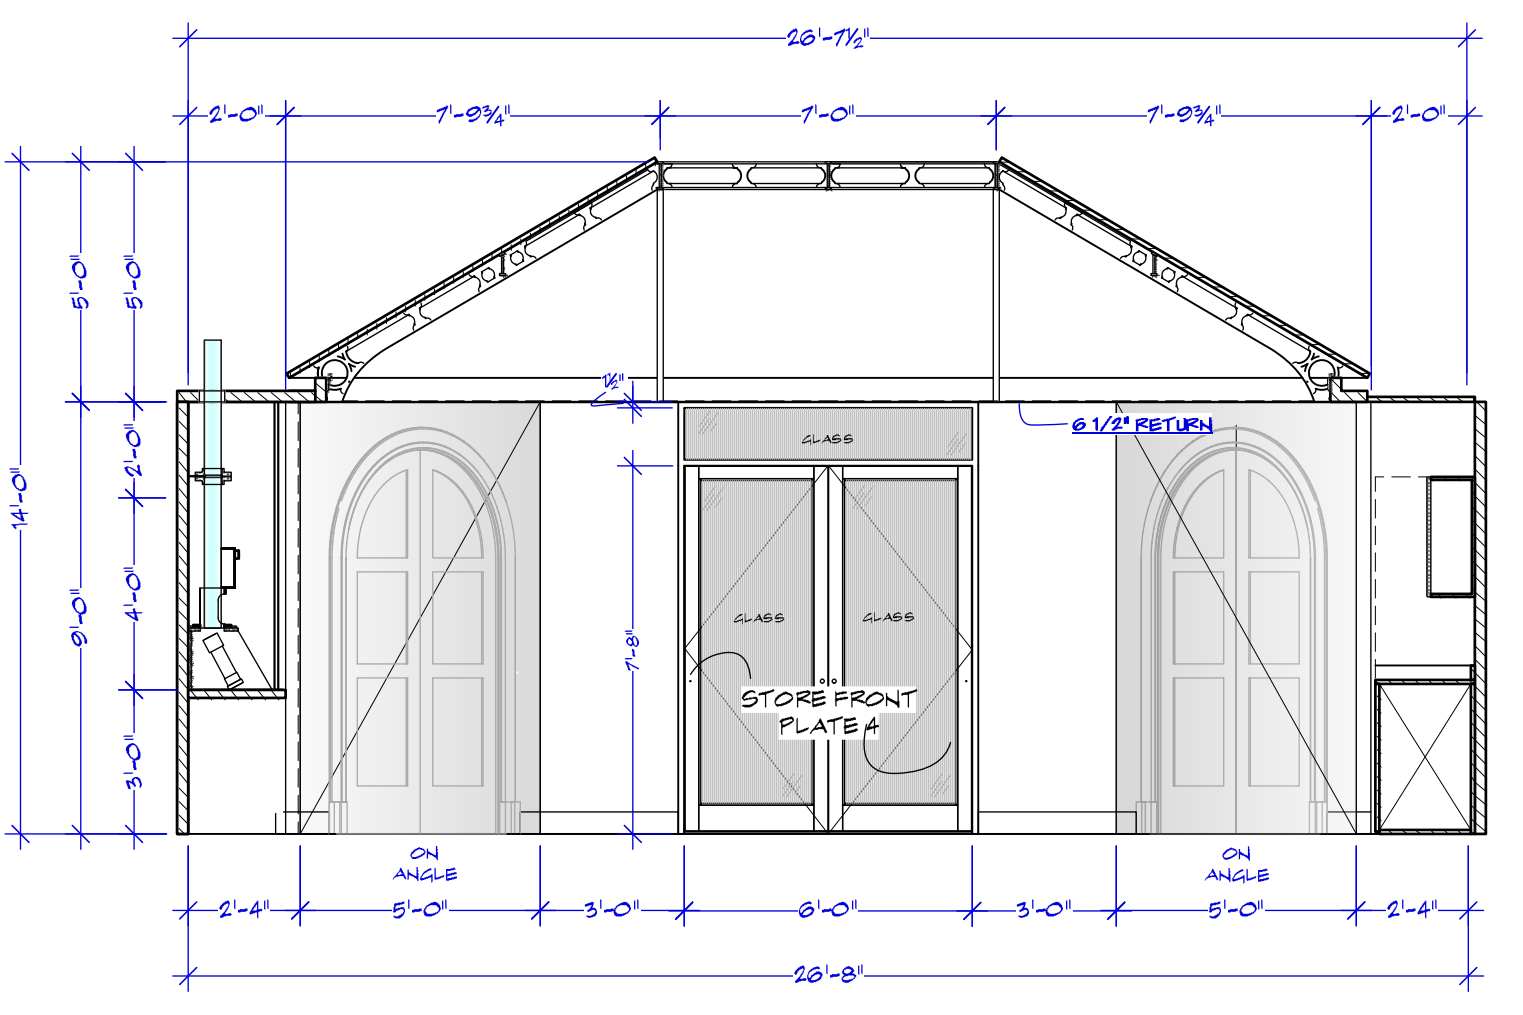 26'-7½"
2'-0" 7'-9¾" 7'-0" 7'-9¾" 2'-0"
5'-0" 5'-0"
1½"
6 1/2" RETURN
GLASS
14'-0" 9'-0" 2'-0"
4'-0"
7'-8"
GLASS GLASS
STORE FRONT
PLATE 4
3'-0"
ON
ANGLE
ON
ANGLE
2'-4" 5'-0" 3'-0" 6'-0" 3'-0" 5'-0" 2'-4"
26'-8"